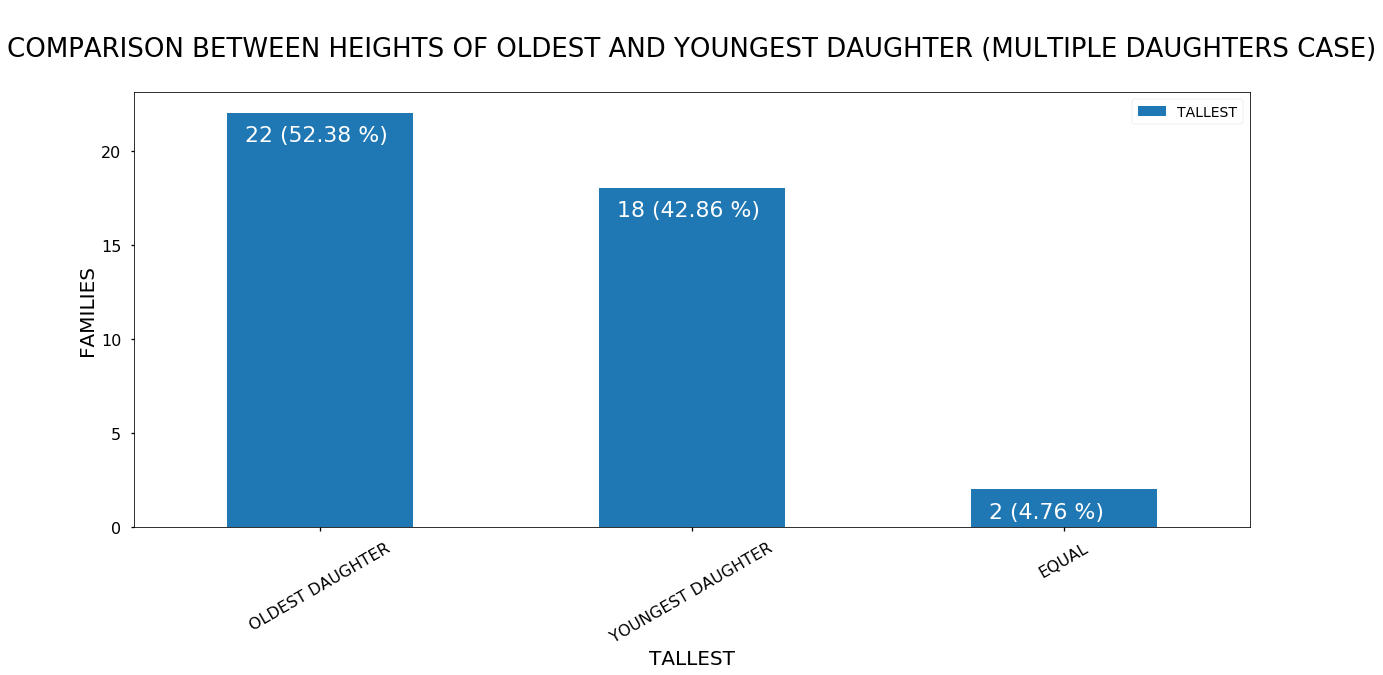 COMPARISON BETWEEN HEIGHTS OF OLDEST AND YOUNGEST DAUGHTER (MULTIPLE DAUGHTERS CASE)
TALLEST
22 (52.38 %)
18 (42.86 %)
2 (4.76 %)
20
15
10
5
0
FAMILIES
OLDEST DAUGHTER
YOUNGEST DAUGHTER
EQUAL
TALLEST